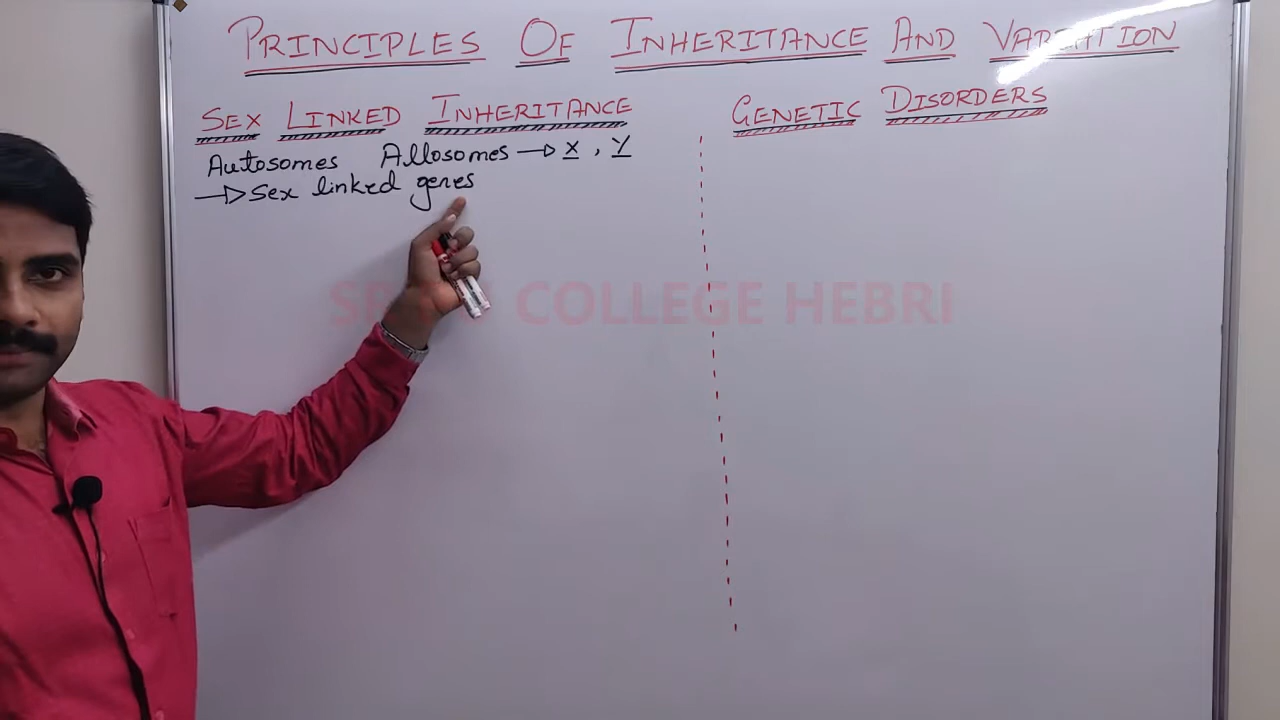 PRINCIPLES OF INHERITANCE AND VARIATION
SEX LINKED INHERITANCE
Autosomes Allosomes → X, Y
→ Sex linked genes
GENETIC DISORDERS
COLLEGE HEBRI